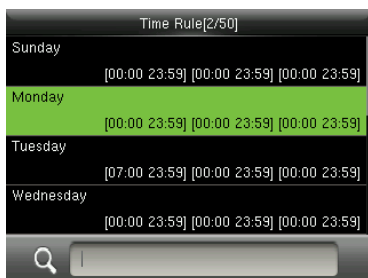 Time Rule[2/50]
Sunday
[00:00 23:59] [00:00 23:59] [00:00 23:59]
Monday
[00:00 23:59] [00:00 23:59] [00:00 23:59]
Tuesday
[07:00 23:59] [00:00 23:59] [00:00 23:59]
Wednesday
[00:00 23:59] [00:00 23:59] [00:00 23:59]